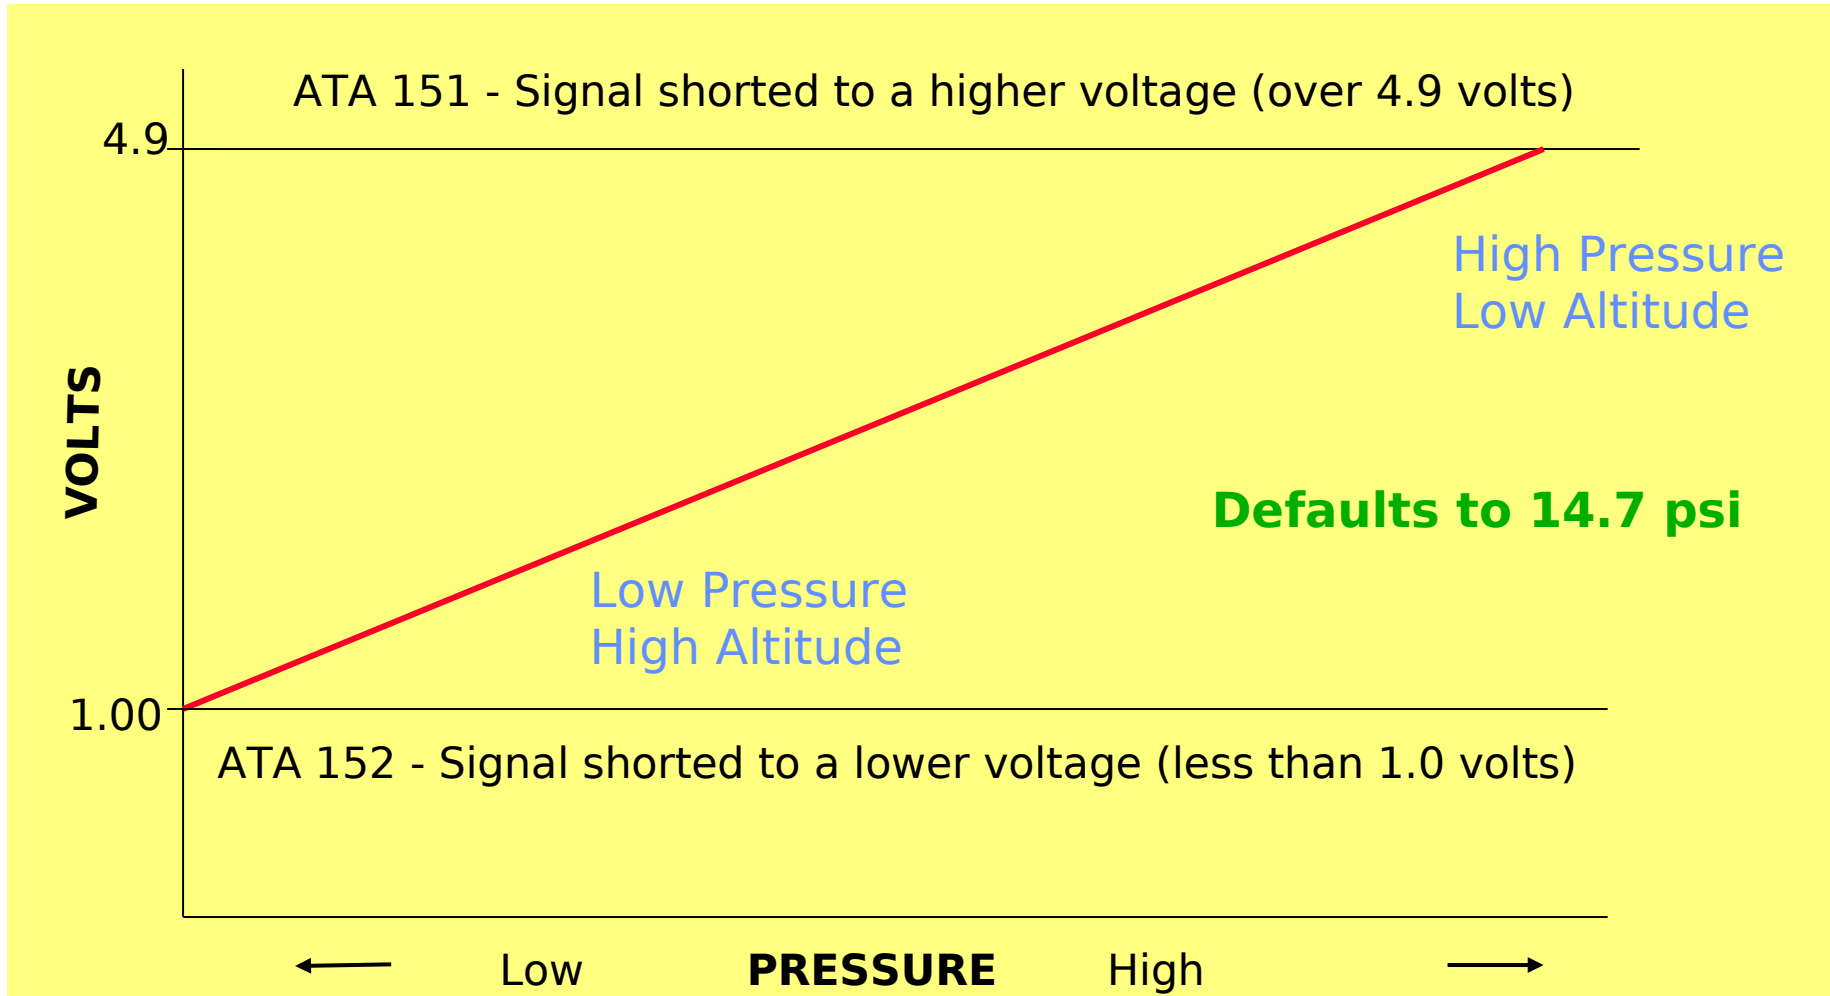 ATA 151 - Signal shorted to a higher voltage (over 4.9 volts)
4.9
High Pressure
Low Altitude
VOLTS
Defaults to 14.7 psi
Low Pressure
High Altitude
1.00
ATA 152 - Signal shorted to a lower voltage (less than 1.0 volts)
Low PRESSURE High